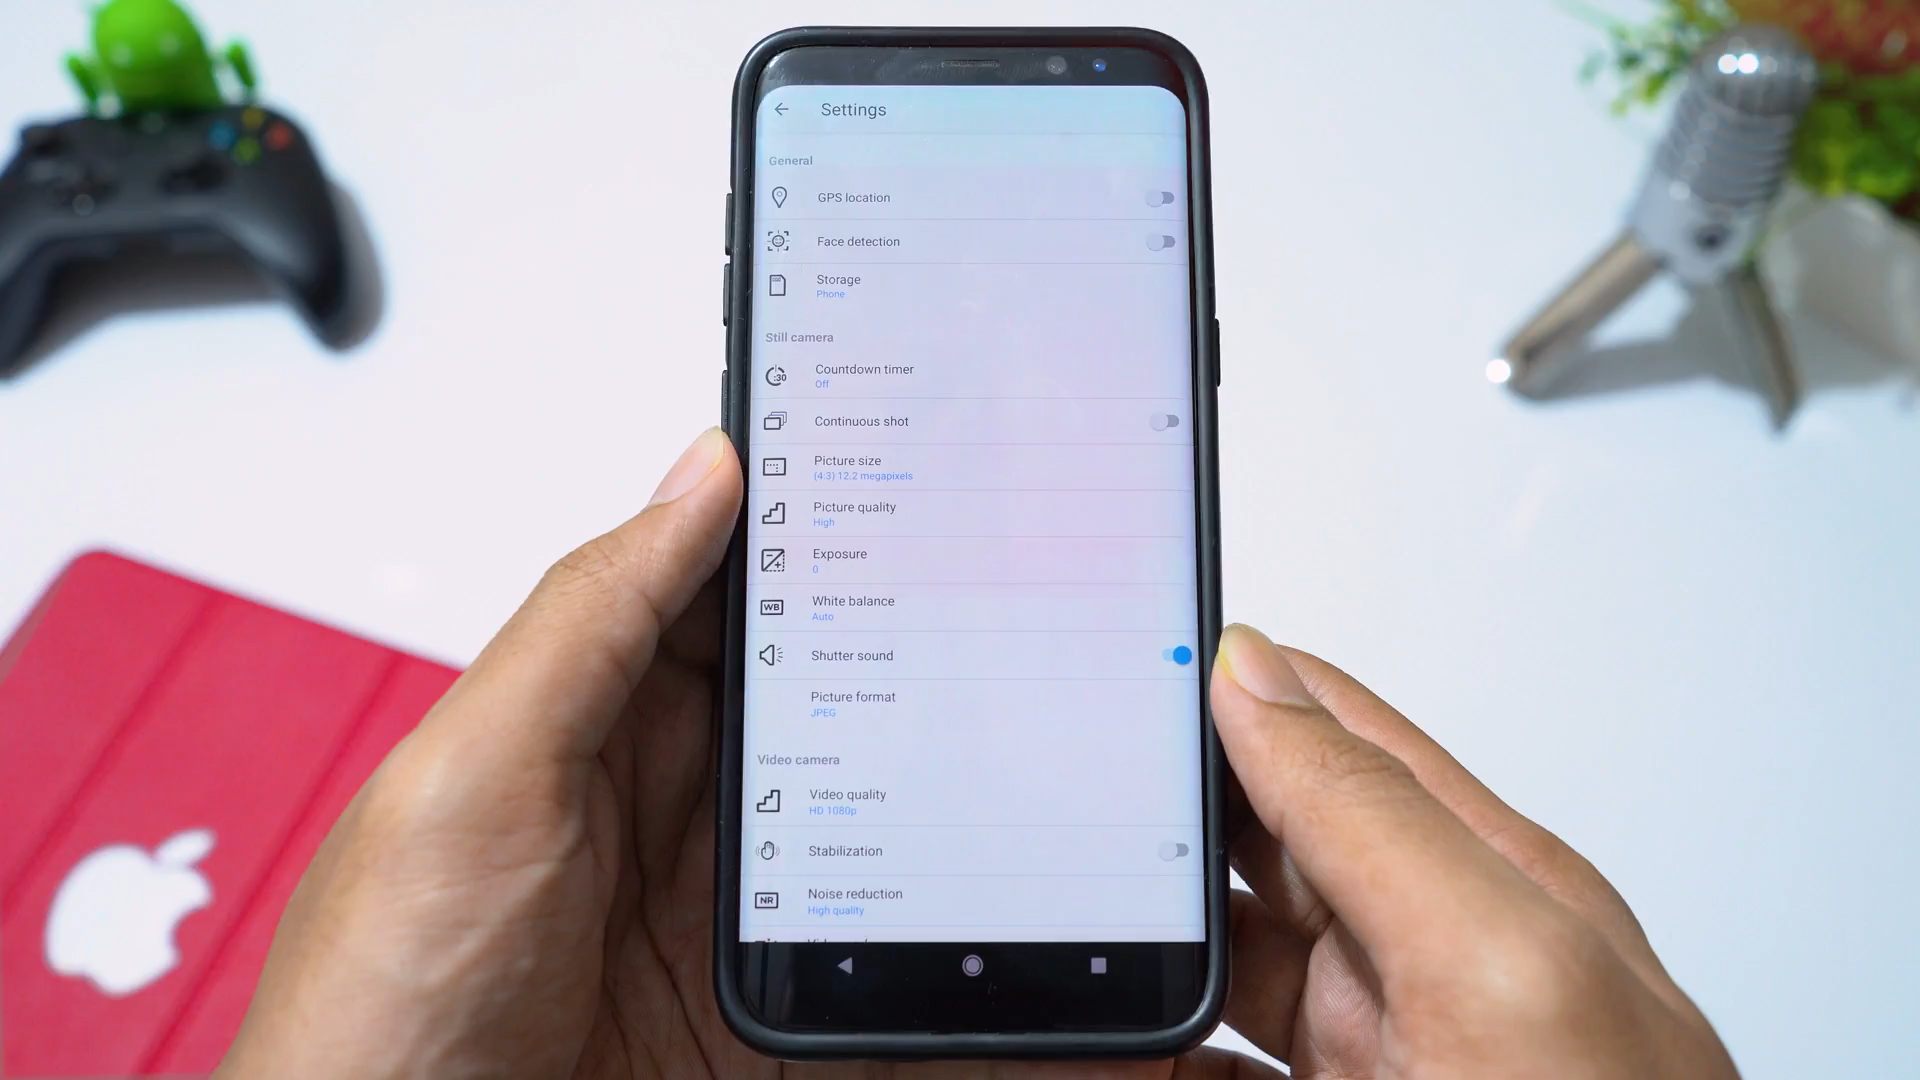 Settings
General
GPS location
Face detection
Storage
Phone
Still camera
:30
Countdown timer
Off
Continuous shot
Picture size
(4:3) 12.2 megapixels
Picture quality
High
Exposure
0
WB
White balance
Auto
Shutter sound
Picture format
JPEG
Video camera
Video quality
HD 1080p
Stabilization
NR
Noise reduction
High quality